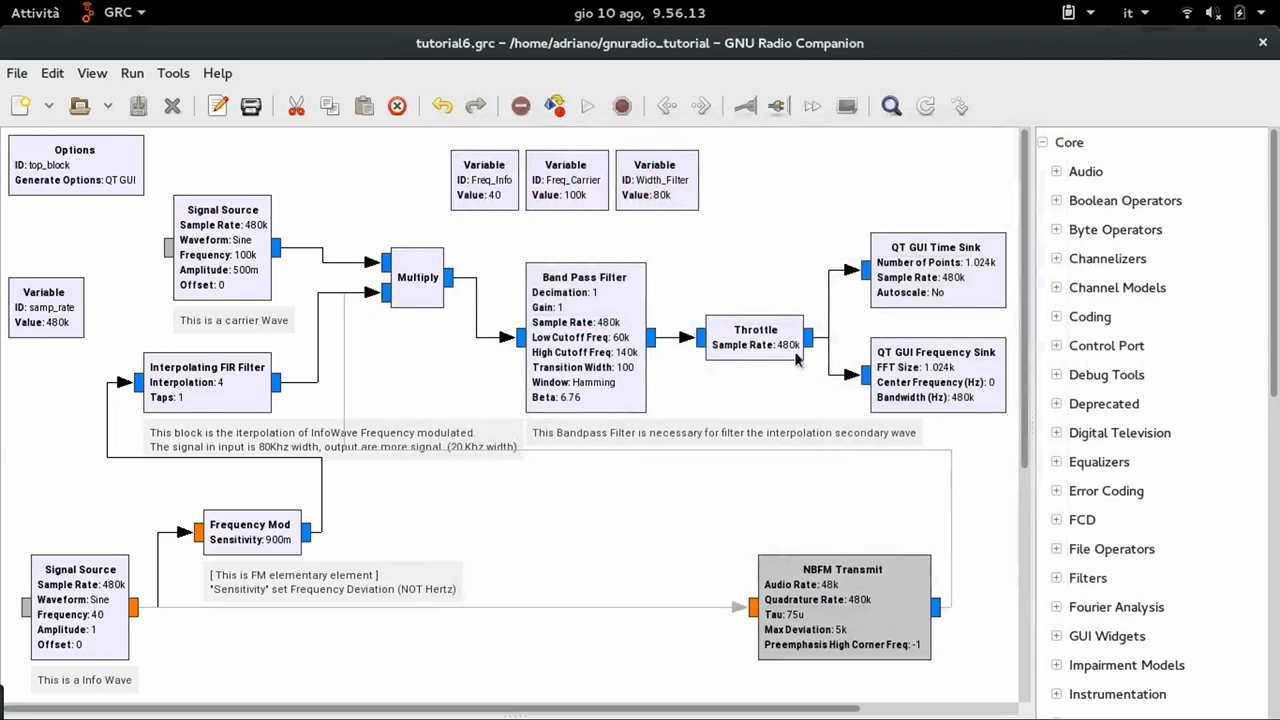 Attività GRC gio 10 ago, 9.56.13 it
tutorial6.grc – /home/adriano/gnuradio_tutorial – GNU Radio Companion
File Edit View Run Tools Help
Options
ID: top_block
Generate Options: QT GUI
Variable
ID: Freq_Info
Value: 40
Variable
ID: Freq_Carrier
Value: 100k
Variable
ID: Width_Filter
Value: 80k
Signal Source
Sample Rate: 480k
Waveform: Sine
Frequency: 100k
Amplitude: 500m
Offset: 0
This is a carrier Wave
Multiply
Variable
ID: samp_rate
Value: 480k
Band Pass Filter
Decimation: 1
Gain: 1
Sample Rate: 480k
Low Cutoff Freq: 60k
High Cutoff Freq: 140k
Transition Width: 100
Window: Hamming
Beta: 6.76
Throttle
Sample Rate: 480k
QT GUI Time Sink
Number of Points: 1.024k
Sample Rate: 480k
Autoscale: No
QT GUI Frequency Sink
FFT Size: 1.024k
Center Frequency (Hz): 0
Bandwidth (Hz): 480k
Interpolating FIR Filter
Interpolation: 4
Taps: 1
This block is the iterpolation of InfoWave Frequency modulated.
The signal in input is 80Khz width, output are more signal. (20 Khz width)
This Bandpass Filter is necessary for filter the interpolation secondary wave
Frequency Mod
Sensitivity: 900m
[ This is FM elementary element ]
"Sensitivity" set Frequency Deviation (NOT Hertz)
Signal Source
Sample Rate: 480k
Waveform: Sine
Frequency: 40
Amplitude: 1
Offset: 0
This is a Info Wave
NBFM Transmit
Audio Rate: 48k
Quadrature Rate: 480k
Tau: 75u
Max Deviation: 5k
Preemphasis High Corner Freq: -1
Core
Audio
Boolean Operators
Byte Operators
Channelizers
Channel Models
Coding
Control Port
Debug Tools
Deprecated
Digital Television
Equalizers
Error Coding
FCD
File Operators
Filters
Fourier Analysis
GUI Widgets
Impairment Models
Instrumentation